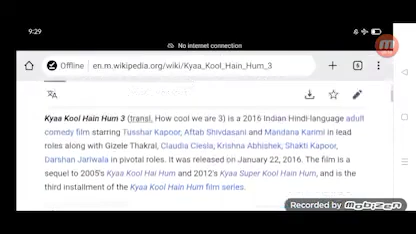 9:29
No internet connection
Offline en.m.wikipedia.org/wiki/Kyaa_Kool_Hain_Hum_3 6
Kyaa Kool Hain Hum 3 (transl. How cool we are 3) is a 2016 Indian Hindi-language adult
comedy film starring Tusshar Kapoor, Aftab Shivdasani and Mandana Karimi in lead
roles along with Gizele Thakral, Claudia Ciesla, Krishna Abhishek, Shakti Kapoor,
Darshan Jariwala in pivotal roles. It was released on January 22, 2016. The film is a
sequel to 2005's Kyaa Kool Hai Hum and 2012's Kyaa Super Kool Hain Hum, and is the
third installment of the Kyaa Kool Hain Hum film series.
Recorded by mobizen